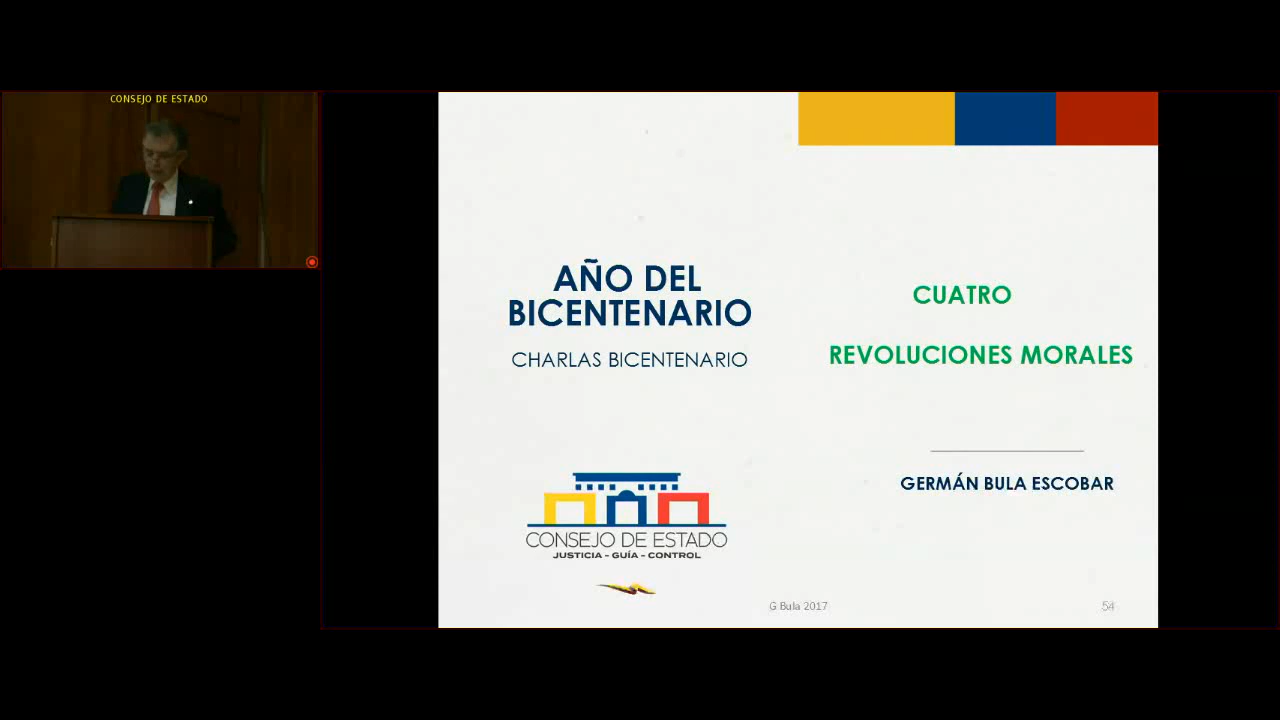 CONSEJO DE ESTADO
AÑO DEL
BICENTENARIO
CHARLAS BICENTENARIO
CUATRO
REVOLUCIONES MORALES
GERMÁN BULA ESCOBAR
CONSEJO DE ESTADO
JUSTICIA - GUÍA - CONTROL
G Bula 2017
54